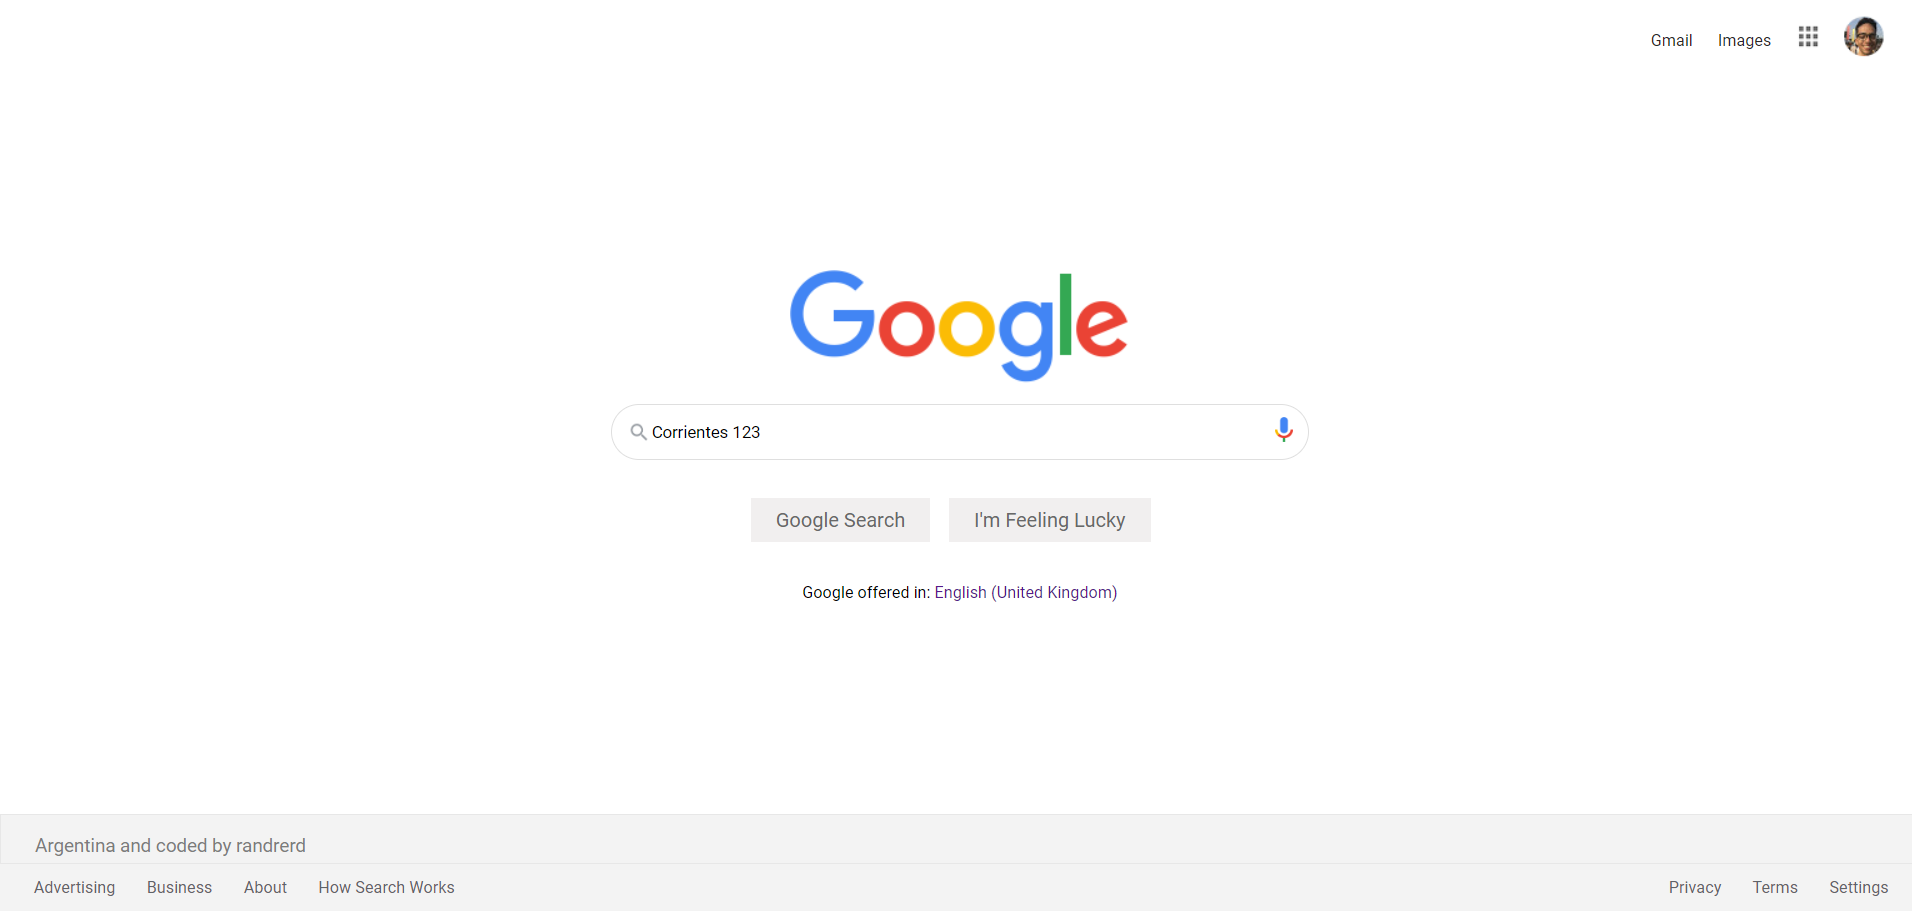 Gmail Images
Google
Corrientes 123
Google Search I'm Feeling Lucky
Google offered in: English (United Kingdom)
Argentina and coded by randrerd
Advertising Business About How Search Works Privacy Terms Settings